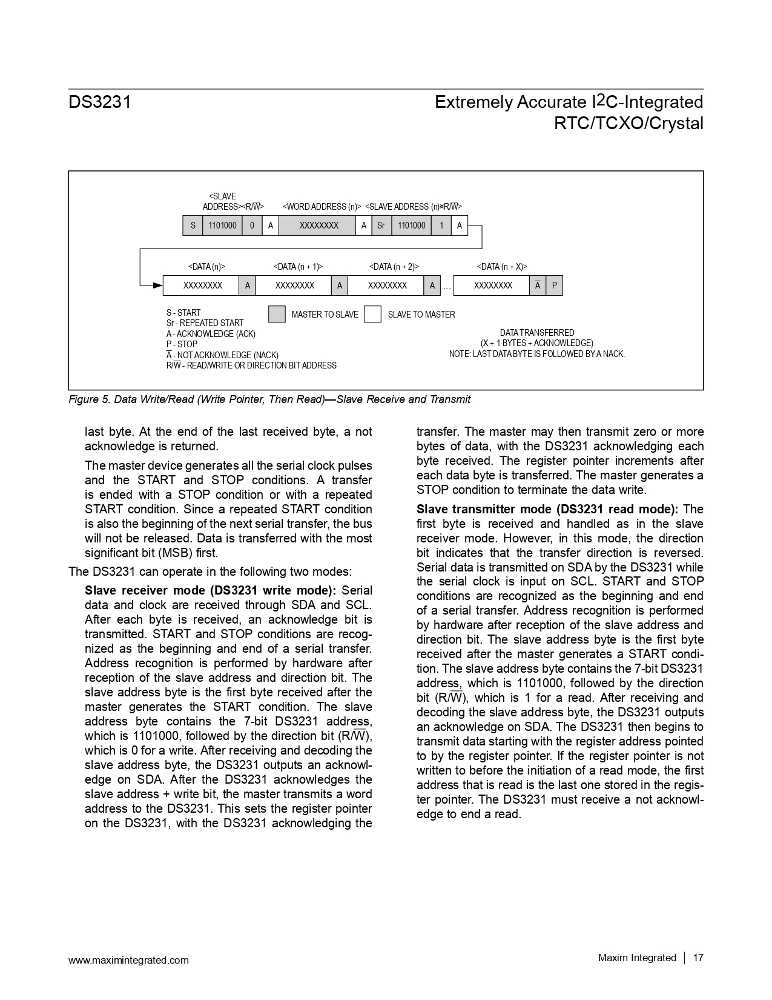 DS3231
Extremely Accurate I2C-Integrated
RTC/TCXO/Crystal
<SLAVE
ADDRESS><R/W̅> <WORD ADDRESS (n)> <SLAVE ADDRESS (n)><R/W̅>
S 1101000 0 A XXXXXXXX A Sr 1101000 1 A
<DATA (n)> <DATA (n + 1)> <DATA (n + 2)> <DATA (n + X)>
XXXXXXXX A XXXXXXXX A XXXXXXXX A ... XXXXXXXX A̅ P
S - START
Sr - REPEATED START
A - ACKNOWLEDGE (ACK)
P - STOP
A̅ - NOT ACKNOWLEDGE (NACK)
R/W̅ - READ/WRITE OR DIRECTION BIT ADDRESS
MASTER TO SLAVE
SLAVE TO MASTER
DATA TRANSFERRED
(X + 1 BYTES + ACKNOWLEDGE)
NOTE: LAST DATA BYTE IS FOLLOWED BY A NACK.
Figure 5. Data Write/Read (Write Pointer, Then Read)—Slave Receive and Transmit
last byte. At the end of the last received byte, a not
acknowledge is returned.
The master device generates all the serial clock pulses
and the START and STOP conditions. A transfer
is ended with a STOP condition or with a repeated
START condition. Since a repeated START condition
is also the beginning of the next serial transfer, the bus
will not be released. Data is transferred with the most
significant bit (MSB) first.
The DS3231 can operate in the following two modes:
Slave receiver mode (DS3231 write mode): Serial
data and clock are received through SDA and SCL.
After each byte is received, an acknowledge bit is
transmitted. START and STOP conditions are recog-
nized as the beginning and end of a serial transfer.
Address recognition is performed by hardware after
reception of the slave address and direction bit. The
slave address byte is the first byte received after the
master generates the START condition. The slave
address byte contains the 7-bit DS3231 address,
which is 1101000, followed by the direction bit (R/W̅),
which is 0 for a write. After receiving and decoding the
slave address byte, the DS3231 outputs an acknowl-
edge on SDA. After the DS3231 acknowledges the
slave address + write bit, the master transmits a word
address to the DS3231. This sets the register pointer
on the DS3231, with the DS3231 acknowledging the
transfer. The master may then transmit zero or more
bytes of data, with the DS3231 acknowledging each
byte received. The register pointer increments after
each data byte is transferred. The master generates a
STOP condition to terminate the data write.
Slave transmitter mode (DS3231 read mode): The
first byte is received and handled as in the slave
receiver mode. However, in this mode, the direction
bit indicates that the transfer direction is reversed.
Serial data is transmitted on SDA by the DS3231 while
the serial clock is input on SCL. START and STOP
conditions are recognized as the beginning and end
of a serial transfer. Address recognition is performed
by hardware after reception of the slave address and
direction bit. The slave address byte is the first byte
received after the master generates a START condi-
tion. The slave address byte contains the 7-bit DS3231
address, which is 1101000, followed by the direction
bit (R/W̅), which is 1 for a read. After receiving and
decoding the slave address byte, the DS3231 outputs
an acknowledge on SDA. The DS3231 then begins to
transmit data starting with the register address pointed
to by the register pointer. If the register pointer is not
written to before the initiation of a read mode, the first
address that is read is the last one stored in the regis-
ter pointer. The DS3231 must receive a not acknowl-
edge to end a read.
www.maximintegrated.com
Maxim Integrated | 17